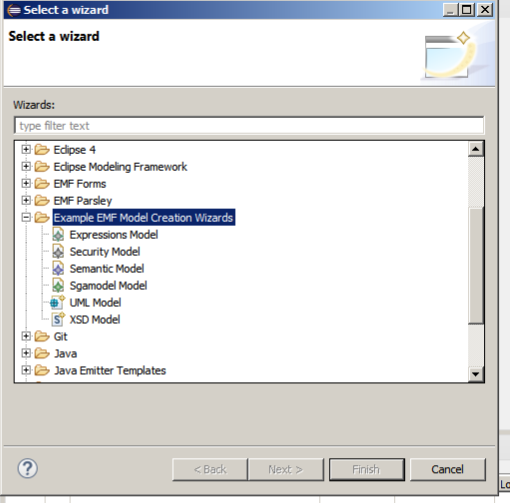 Select a wizard
Select a wizard
Wizards:
type filter text
Eclipse 4
Eclipse Modeling Framework
EMF Forms
EMF Parsley
Example EMF Model Creation Wizards
Expressions Model
Security Model
Semantic Model
Sgamodel Model
UML Model
XSD Model
Git
Java
Java Emitter Templates
< Back Next > Finish Cancel
Lo